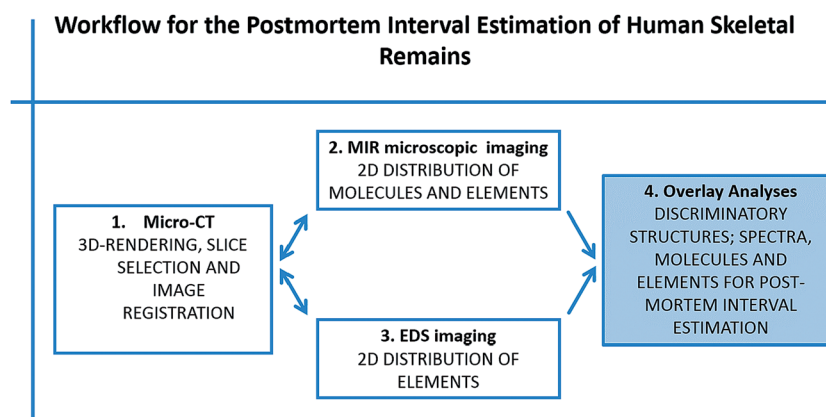 Workflow for the Postmortem Interval Estimation of Human Skeletal
Remains
1. Micro-CT
3D-RENDERING, SLICE
SELECTION AND
IMAGE
REGISTRATION
2. MIR microscopic imaging
2D DISTRIBUTION OF
MOLECULES AND ELEMENTS
3. EDS imaging
2D DISTRIBUTION OF
ELEMENTS
4. Overlay Analyses
DISCRIMINATORY
STRUCTURES; SPECTRA,
MOLECULES AND
ELEMENTS FOR POST-
MORTEM INTERVAL
ESTIMATION